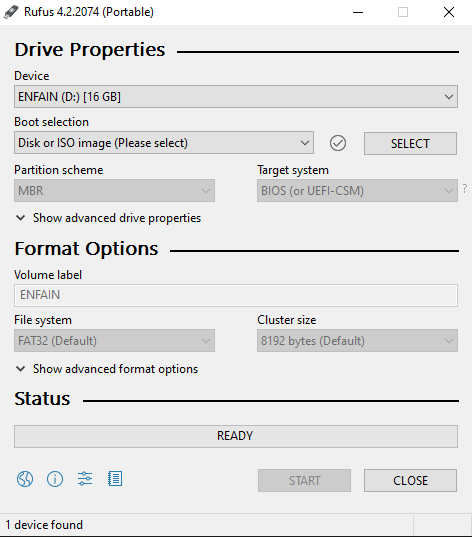 Rufus 4.2.2074 (Portable)
Drive Properties
Device
ENFAIN (D:) [16 GB]
Boot selection
Disk or ISO image (Please select)
SELECT
Partition scheme
Target system
MBR
BIOS (or UEFI-CSM)
?
Show advanced drive properties
Format Options
Volume label
ENFAIN
File system
Cluster size
FAT32 (Default)
8192 bytes (Default)
Show advanced format options
Status
READY
START
CLOSE
1 device found